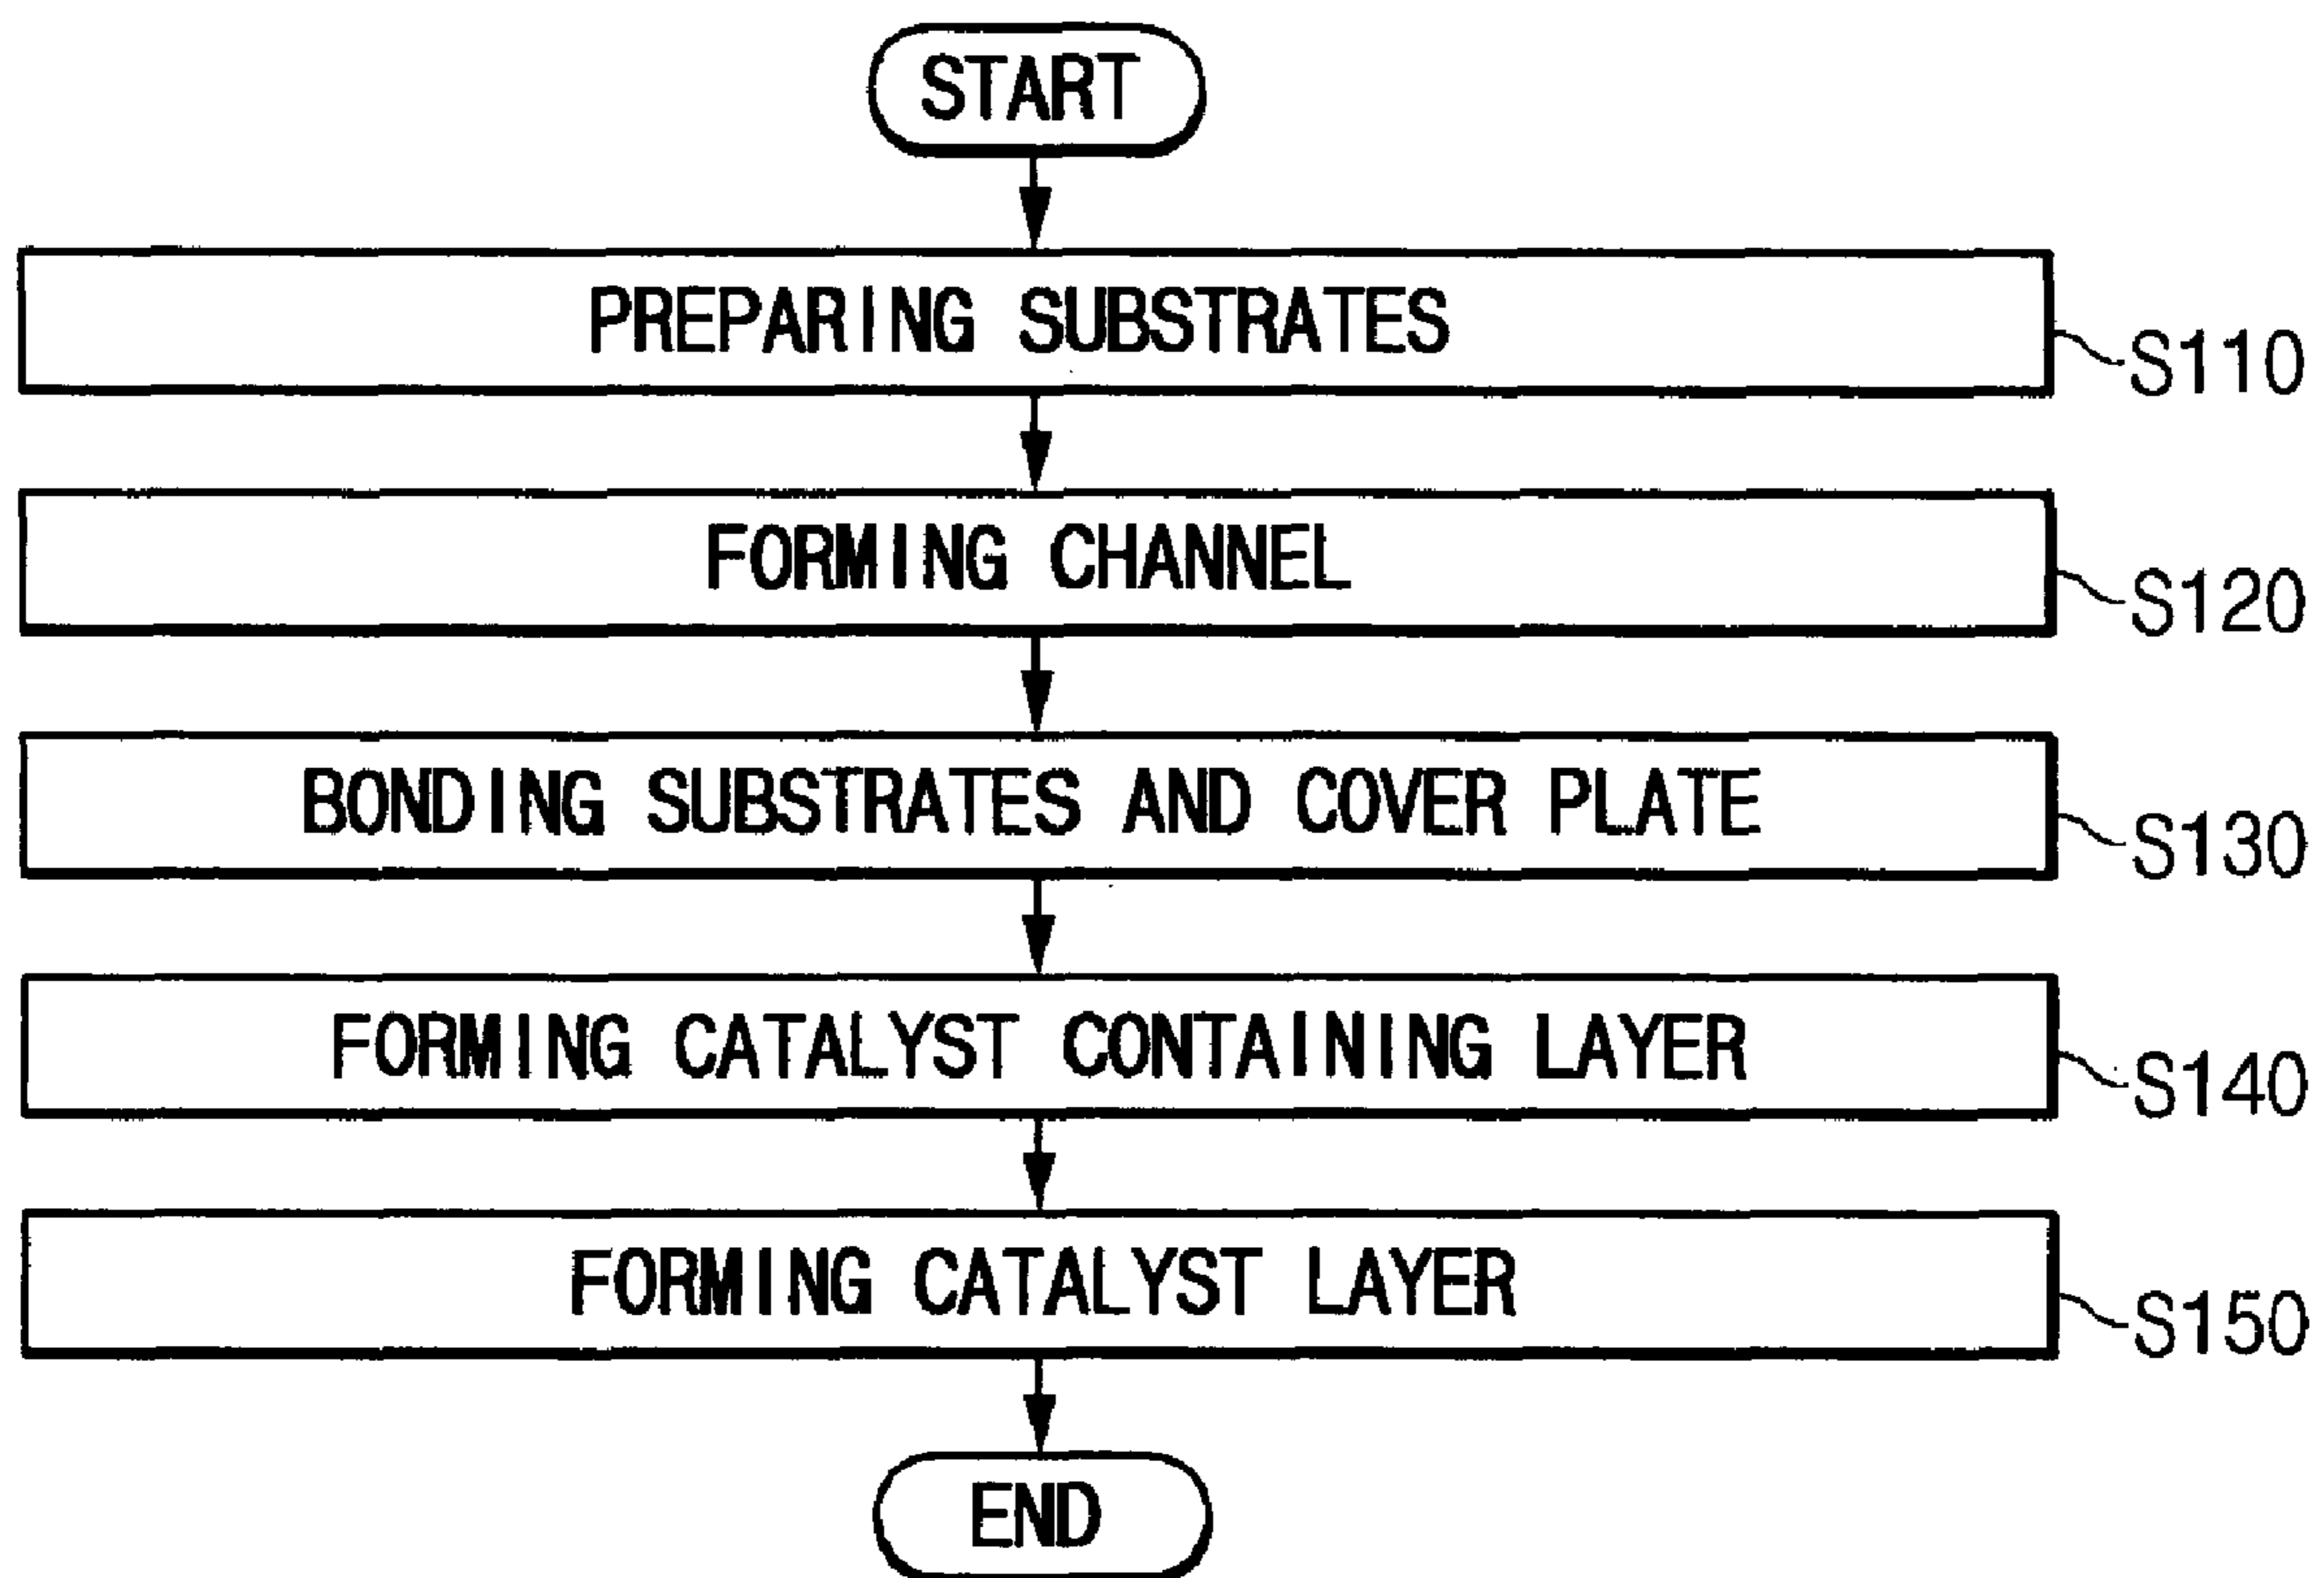 START
PREPARING SUBSTRATES
S110
FORMING CHANNEL
S120
BONDING SUBSTRATES AND COVER PLATE
S130
FORMING CATALYST CONTAINING LAYER
S140
FORMING CATALYST LAYER
S150
END